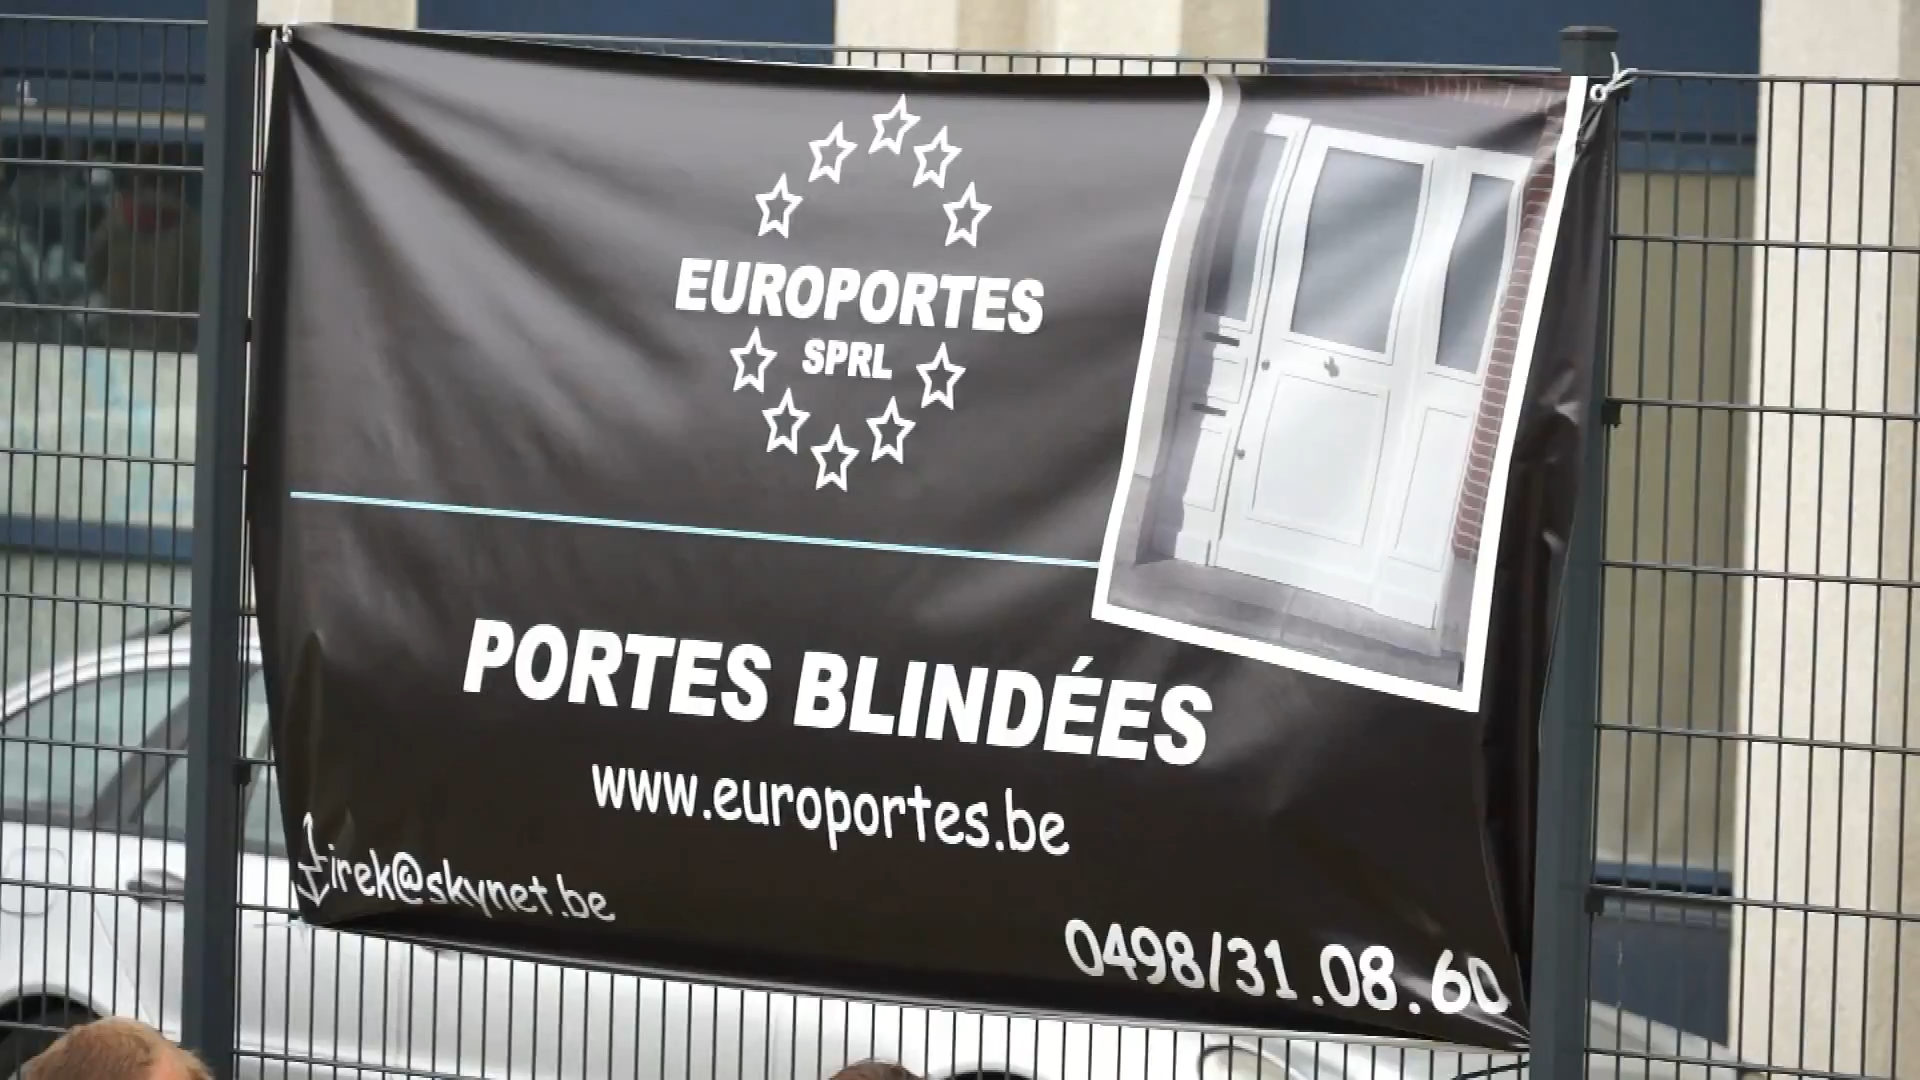 EUROPORTES
SPRL
PORTES BLINDÉES
www.europortes.be
irek@skynet.be
0498/31.08.60